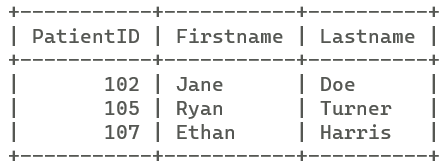 +-----------+-----------+----------+
| PatientID | Firstname | Lastname |
+-----------+-----------+----------+
|       102 | Jane      | Doe      |
|       105 | Ryan      | Turner   |
|       107 | Ethan     | Harris   |
+-----------+-----------+----------+